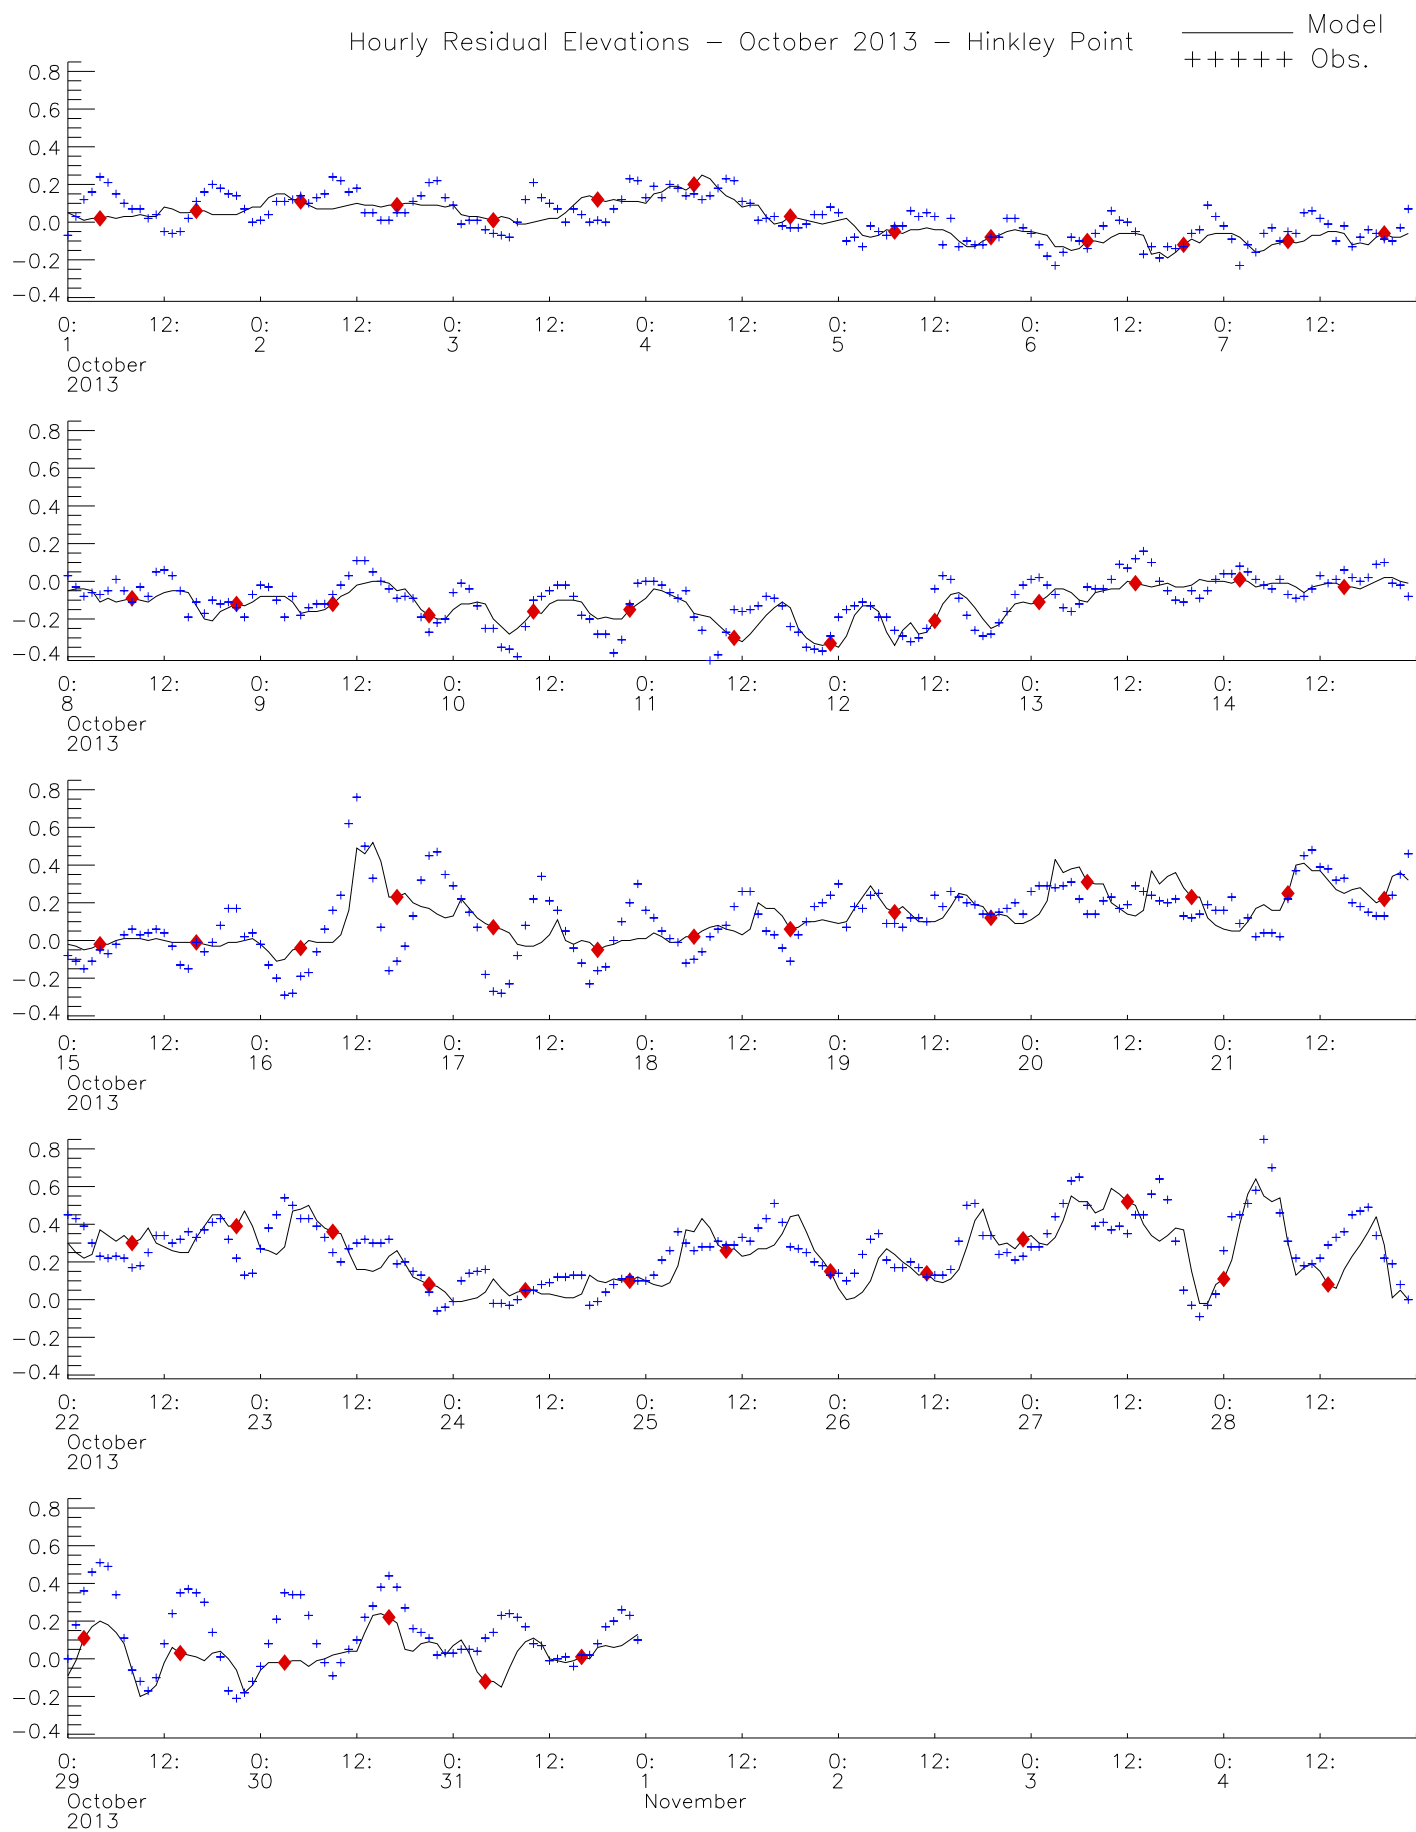 Hourly Residual Elevations – October 2013 – Hinkley Point
Model
+++++ Obs.
0.8
0.6
0.4
0.2
0.0
−0.2
−0.4
0: 12: 0: 12: 0: 12: 0: 12: 0: 12: 0: 12: 0: 12:
1 2 3 4 5 6 7
October
2013
0.8
0.6
0.4
0.2
0.0
−0.2
−0.4
0: 12: 0: 12: 0: 12: 0: 12: 0: 12: 0: 12: 0: 12:
8 9 10 11 12 13 14
October
2013
0.8
0.6
0.4
0.2
0.0
−0.2
−0.4
0: 12: 0: 12: 0: 12: 0: 12: 0: 12: 0: 12: 0: 12:
15 16 17 18 19 20 21
October
2013
0.8
0.6
0.4
0.2
0.0
−0.2
−0.4
0: 12: 0: 12: 0: 12: 0: 12: 0: 12: 0: 12: 0: 12:
22 23 24 25 26 27 28
October
2013
0.8
0.6
0.4
0.2
0.0
−0.2
−0.4
0: 12: 0: 12: 0: 12: 0: 12: 0: 12: 0: 12: 0: 12:
29 30 31 1 2 3 4
October November
2013